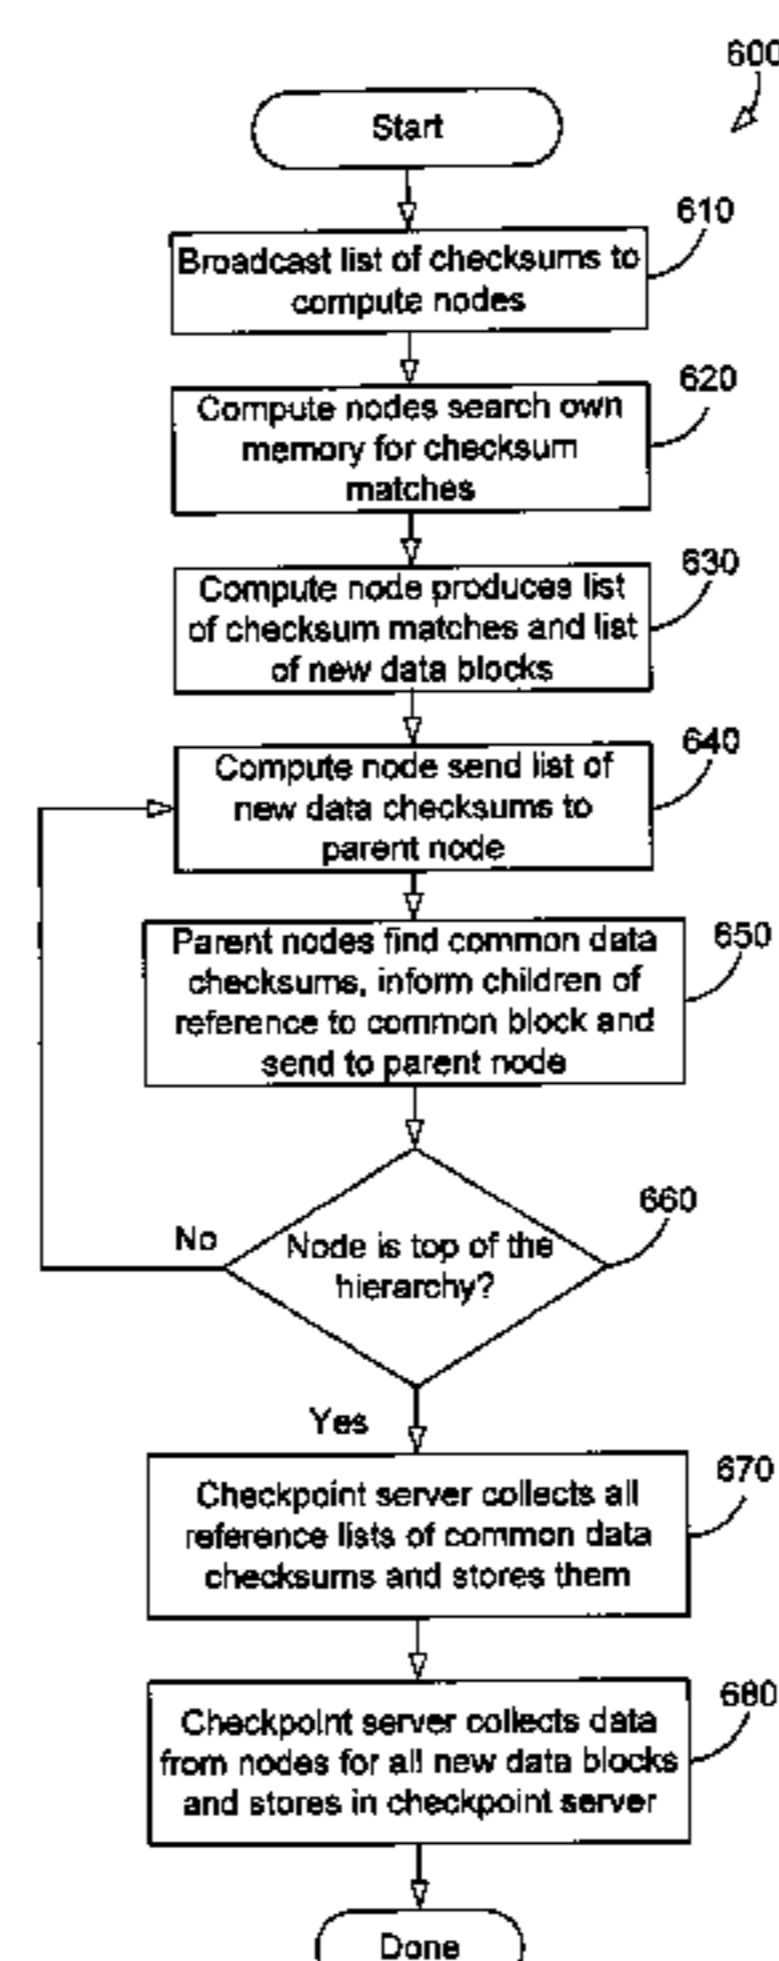 600
Start
610
Broadcast list of checksums to
compute nodes
620
Compute nodes search own
memory for checksum
matches
630
Compute node produces list
of checksum matches and list
of new data blocks
640
Compute node send list of
new data checksums to
parent node
650
Parent nodes find common data
checksums, inform children of
reference to common block and
send to parent node
660
No
Node is top of the
hierarchy?
Yes
670
Checkpoint server collects all
reference lists of common data
checksums and stores them
680
Checkpoint server collects data
from nodes for all new data blocks
and stores in checkpoint server
Done